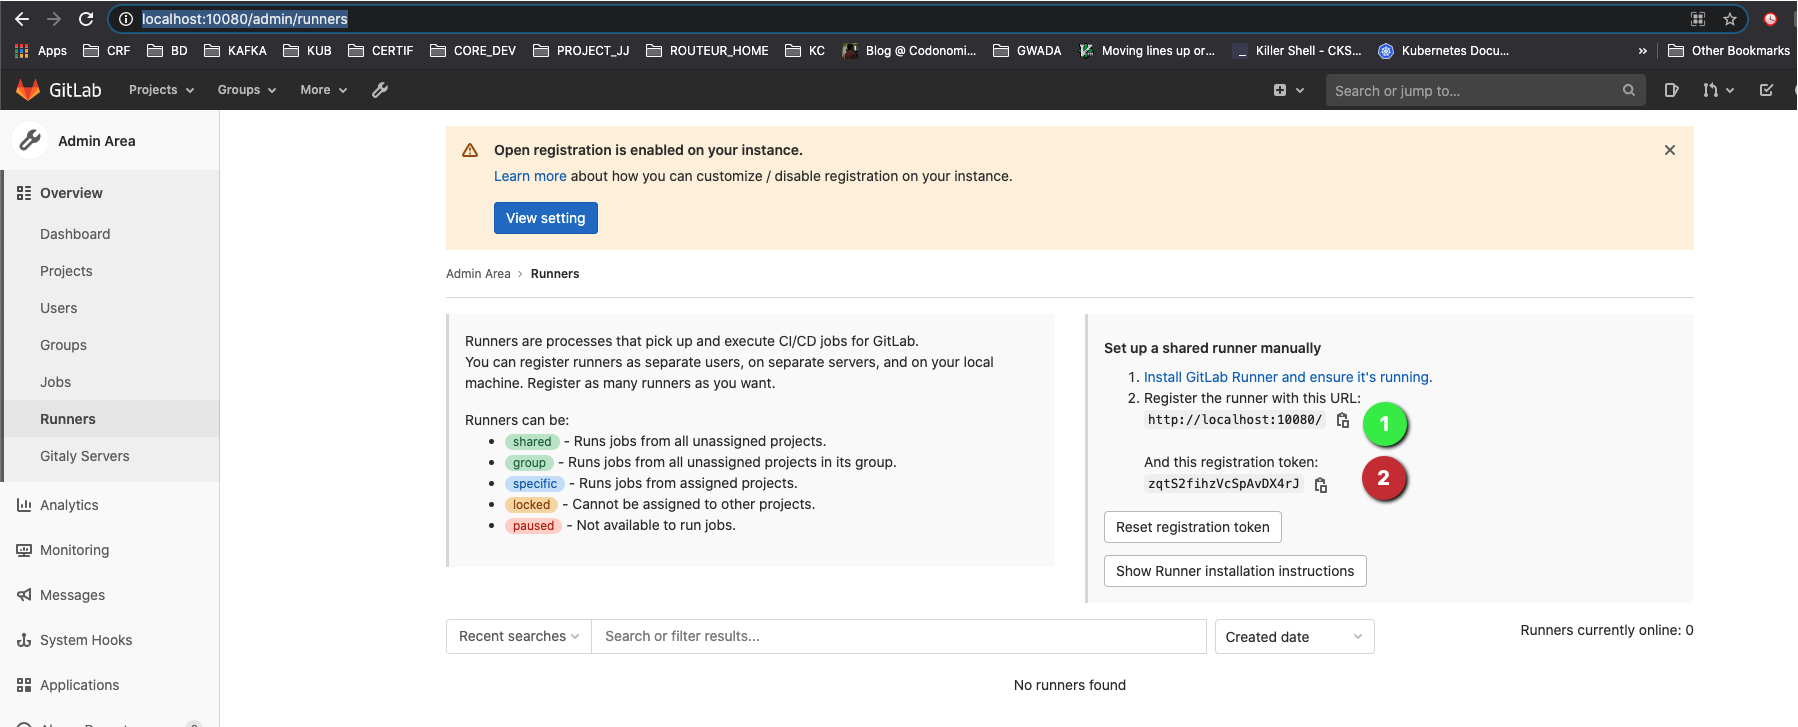 localhost:10080/admin/runners
Apps CRF BD KAFKA KUB CERTIF CORE_DEV PROJECT_JJ ROUTEUR_HOME KC Blog @ Codonomi... GWADA Moving lines up or... Killer Shell - CKS... Kubernetes Docu... » Other Bookmarks
GitLab Projects Groups More Search or jump to...
Admin Area
Overview
Dashboard
Projects
Users
Groups
Jobs
Runners
Gitaly Servers
Analytics
Monitoring
Messages
System Hooks
Applications
Open registration is enabled on your instance.
Learn more about how you can customize / disable registration on your instance.
View setting
Admin Area › Runners
Runners are processes that pick up and execute CI/CD jobs for GitLab.
You can register runners as separate users, on separate servers, and on your local
machine. Register as many runners as you want.
Runners can be:
• shared - Runs jobs from all unassigned projects.
• group - Runs jobs from all unassigned projects in its group.
• specific - Runs jobs from assigned projects.
• locked - Cannot be assigned to other projects.
• paused - Not available to run jobs.
Set up a shared runner manually
1. Install GitLab Runner and ensure it's running.
2. Register the runner with this URL:
http://localhost:10080/
1
And this registration token:
zqtS2fihzVcSpAvDX4rJ
2
Reset registration token
Show Runner installation instructions
Recent searches Search or filter results... Created date Runners currently online: 0
No runners found